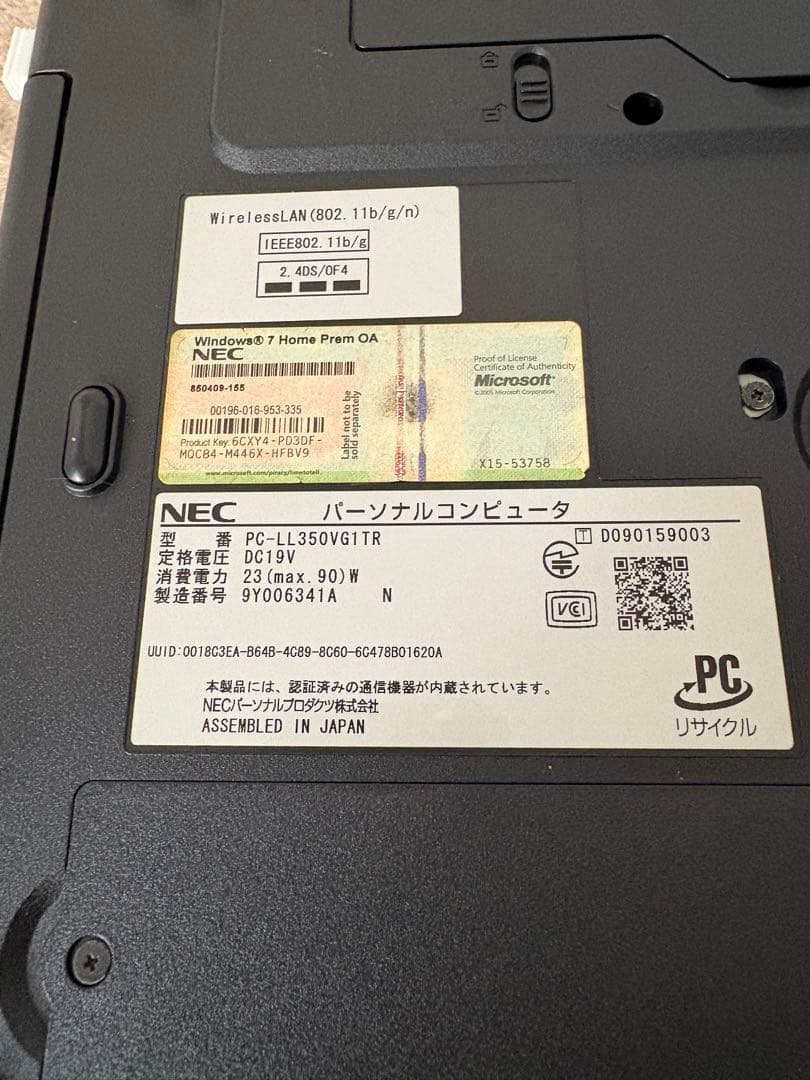 WirelessLAN(802.11b/g/n)
IEEE802.11b/g
2.4DS/OF4
Windows® 7 Home Prem OA
NEC
850409-155
00196-016-953-335
Product Key: 6CXY4-PD3DF-
MQC84-M446X-HFBV9
www.microsoft.com/piracy/howtotell
Label not to be
sold separately
Proof of License
Certificate of Authenticity
Microsoft®
©2005 Microsoft Corporation
X15-53758
NEC パーソナルコンピュータ
型 番 PC-LL350VG1TR
定格電圧 DC19V
消費電力 23(max.90)W
製造番号 9Y006341A N
T D090159003
VCI
UUID:0018C3EA-B64B-4C89-8C60-6C478B01620A
本製品には、認証済みの通信機器が内蔵されています。
NECパーソナルプロダクツ株式会社
ASSEMBLED IN JAPAN
PC
リサイクル